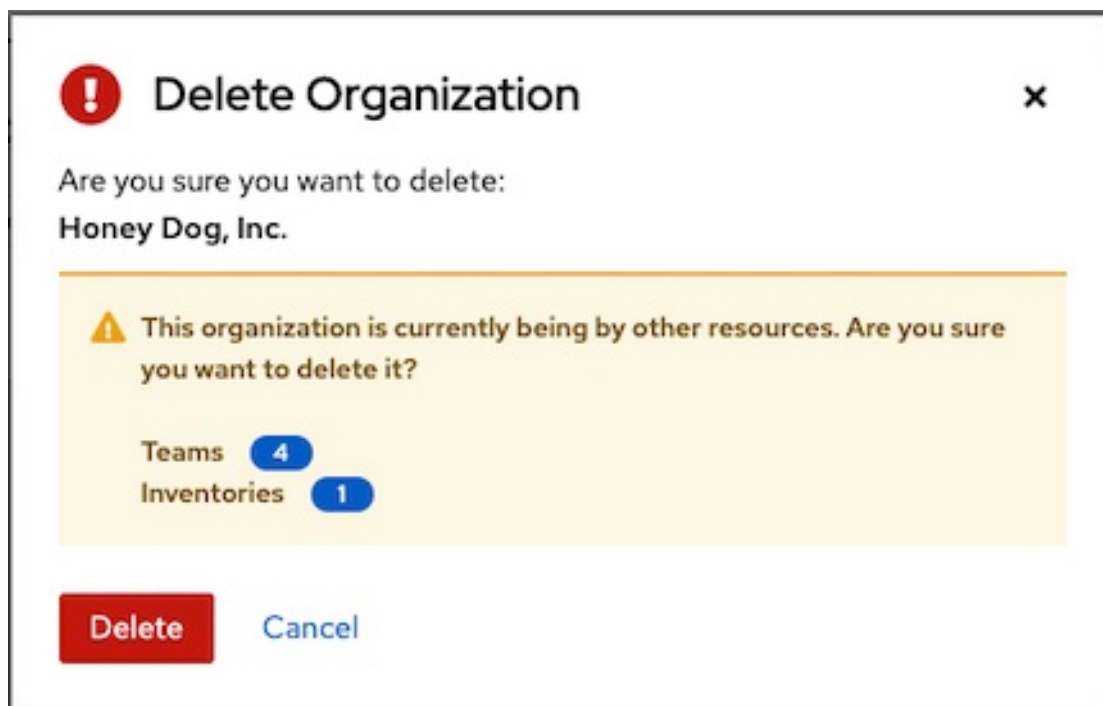 Delete Organization
Are you sure you want to delete:
Honey Dog, Inc.
This organization is currently being by other resources. Are you sure
you want to delete it?
Teams 4
Inventories 1
Delete Cancel